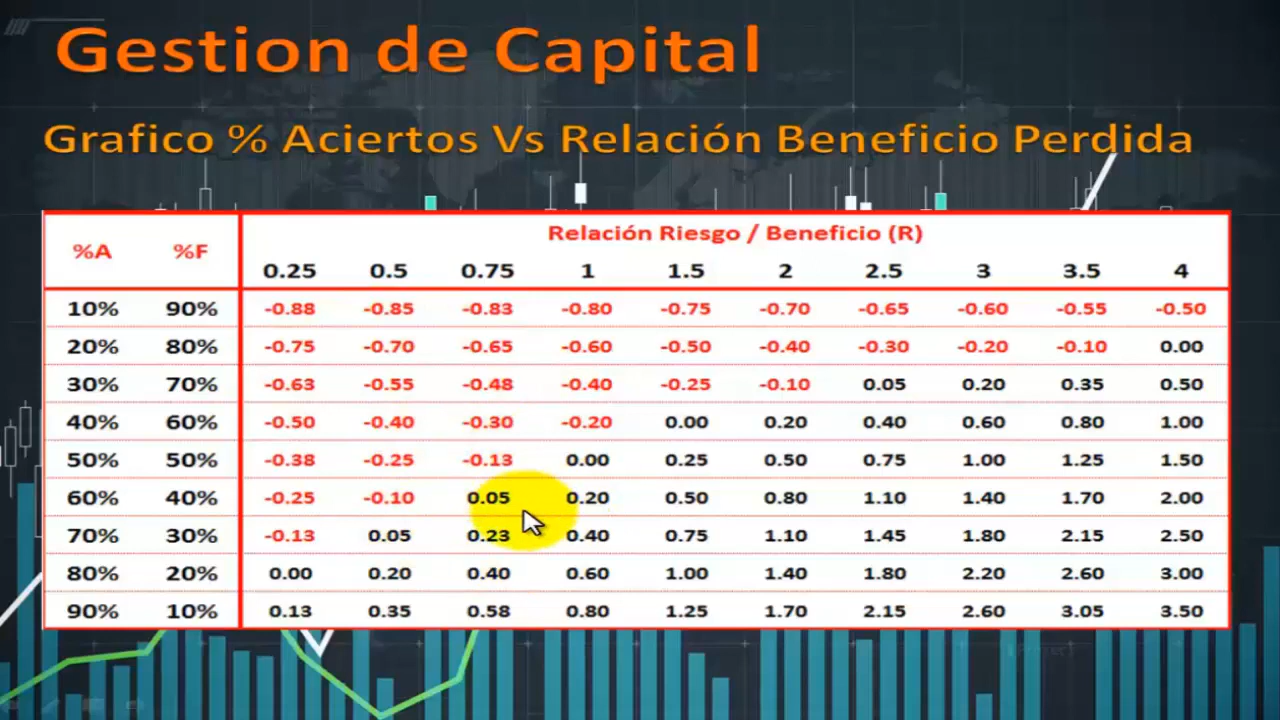 Gestion de Capital
Grafico % Aciertos Vs Relación Beneficio Perdida
%A %F Relación Riesgo / Beneficio (R)
0.25 0.5 0.75 1 1.5 2 2.5 3 3.5 4
10% 90% -0.88 -0.85 -0.83 -0.80 -0.75 -0.70 -0.65 -0.60 -0.55 -0.50
20% 80% -0.75 -0.70 -0.65 -0.60 -0.50 -0.40 -0.30 -0.20 -0.10 0.00
30% 70% -0.63 -0.55 -0.48 -0.40 -0.25 -0.10 0.05 0.20 0.35 0.50
40% 60% -0.50 -0.40 -0.30 -0.20 0.00 0.20 0.40 0.60 0.80 1.00
50% 50% -0.38 -0.25 -0.13 0.00 0.25 0.50 0.75 1.00 1.25 1.50
60% 40% -0.25 -0.10 0.05 0.20 0.50 0.80 1.10 1.40 1.70 2.00
70% 30% -0.13 0.05 0.23 0.40 0.75 1.10 1.45 1.80 2.15 2.50
80% 20% 0.00 0.20 0.40 0.60 1.00 1.40 1.80 2.20 2.60 3.00
90% 10% 0.13 0.35 0.58 0.80 1.25 1.70 2.15 2.60 3.05 3.50